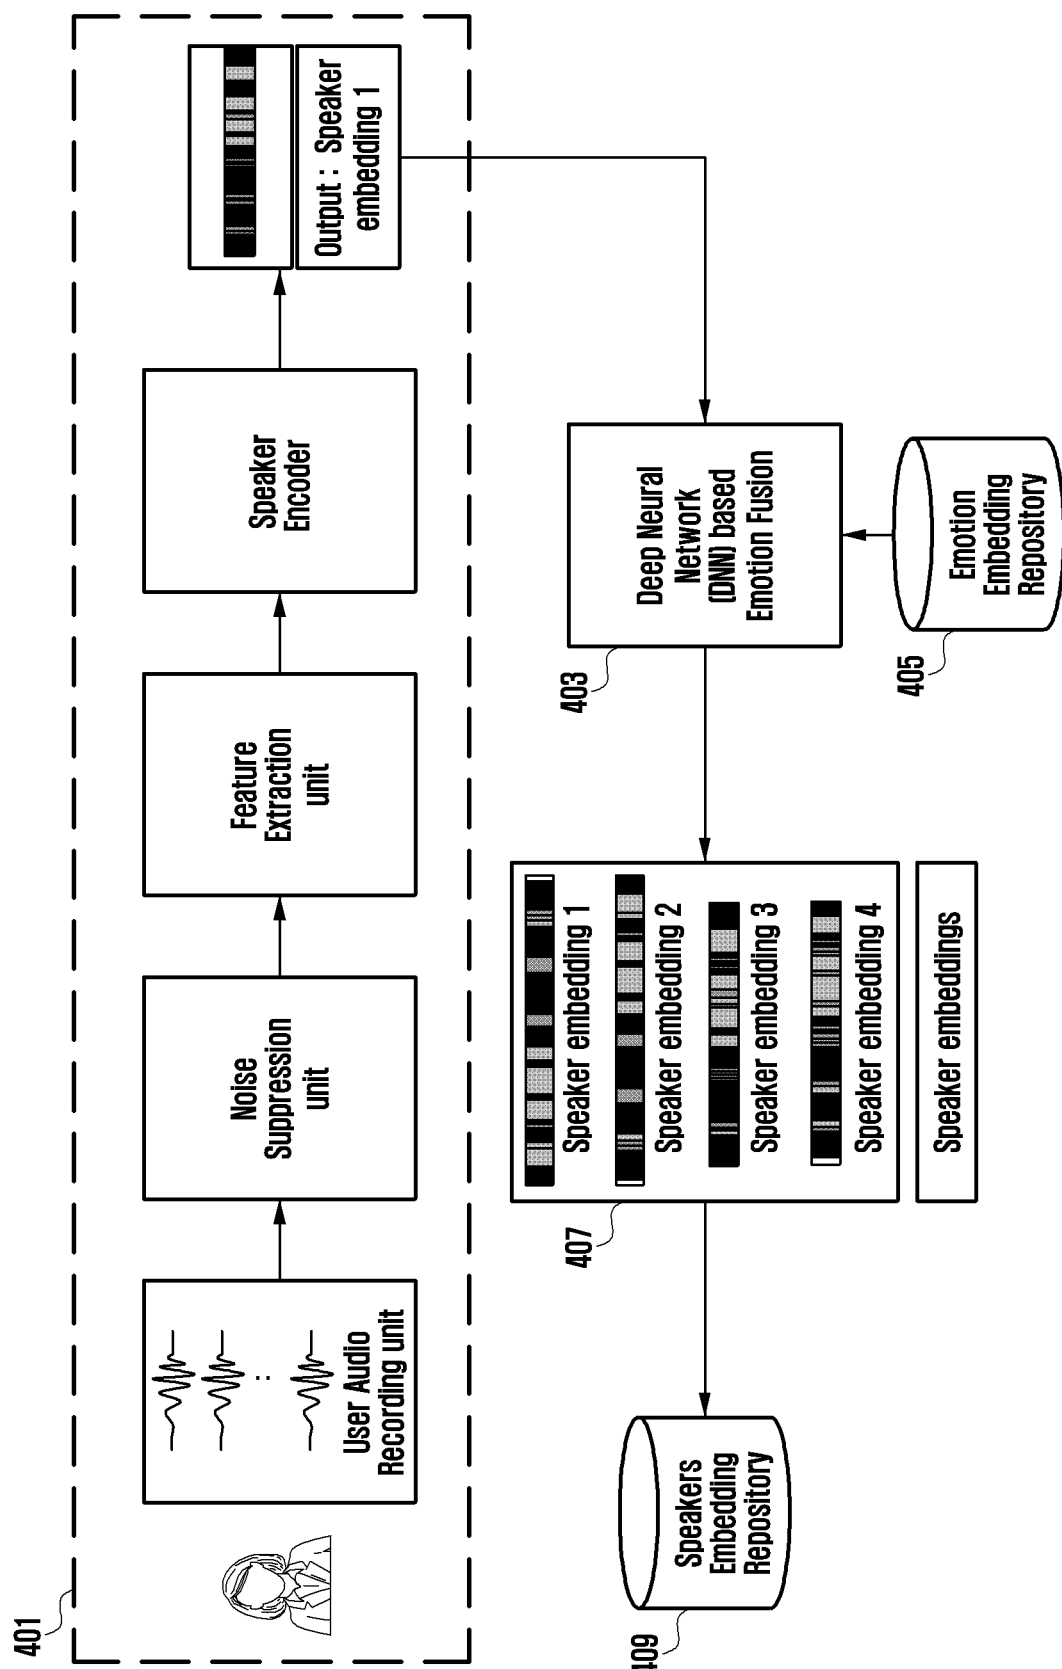 401
User Audio
Recording unit
Noise
Suppression
unit
Feature
Extraction
unit
Speaker
Encoder
Output : Speaker
embedding 1
409
Speakers
Embedding
Repository
407
Speaker embedding 1
Speaker embedding 2
Speaker embedding 3
Speaker embedding 4
Speaker embeddings
403
Deep Neural
Network
(DNN) based
Emotion Fusion
405
Emotion
Embedding
Repository